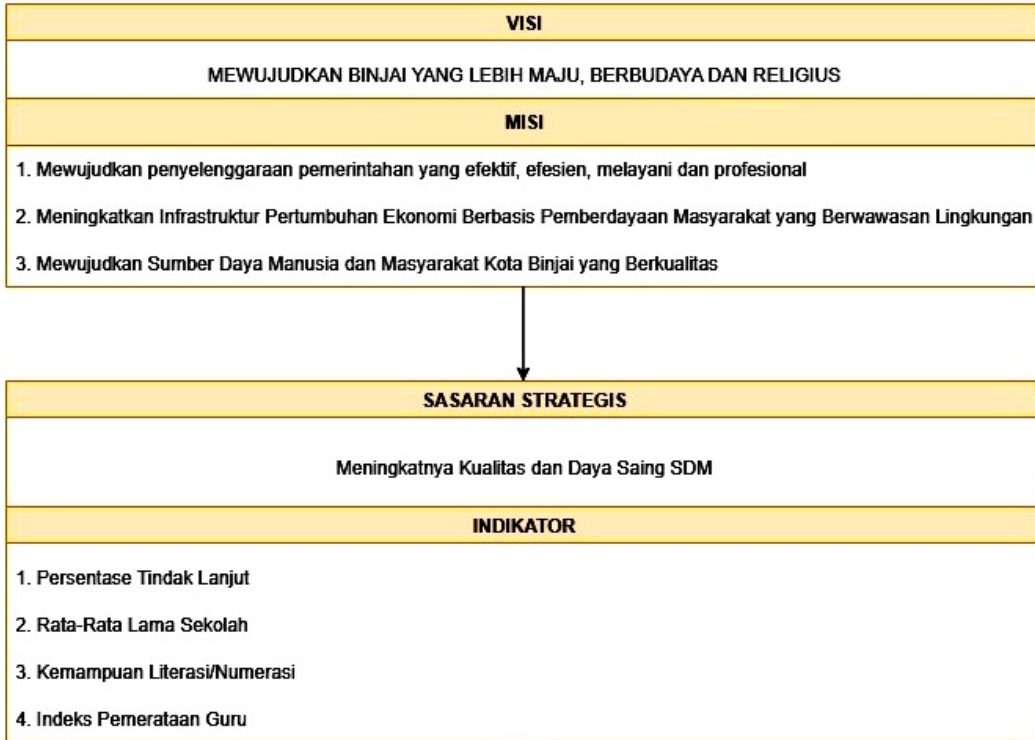 VISI
MEWUJUDKAN BINJAI YANG LEBIH MAJU, BERBUDAYA DAN RELIGIUS
MISI
1. Mewujudkan penyelenggaraan pemerintahan yang efektif, efesien, melayani dan profesional
2. Meningkatkan Infrastruktur Pertumbuhan Ekonomi Berbasis Pemberdayaan Masyarakat yang Berwawasan Lingkungan
3. Mewujudkan Sumber Daya Manusia dan Masyarakat Kota Binjai yang Berkualitas
SASARAN STRATEGIS
Meningkatnya Kualitas dan Daya Saing SDM
INDIKATOR
1. Persentase Tindak Lanjut
2. Rata-Rata Lama Sekolah
3. Kemampuan Literasi/Numerasi
4. Indeks Pemerataan Guru